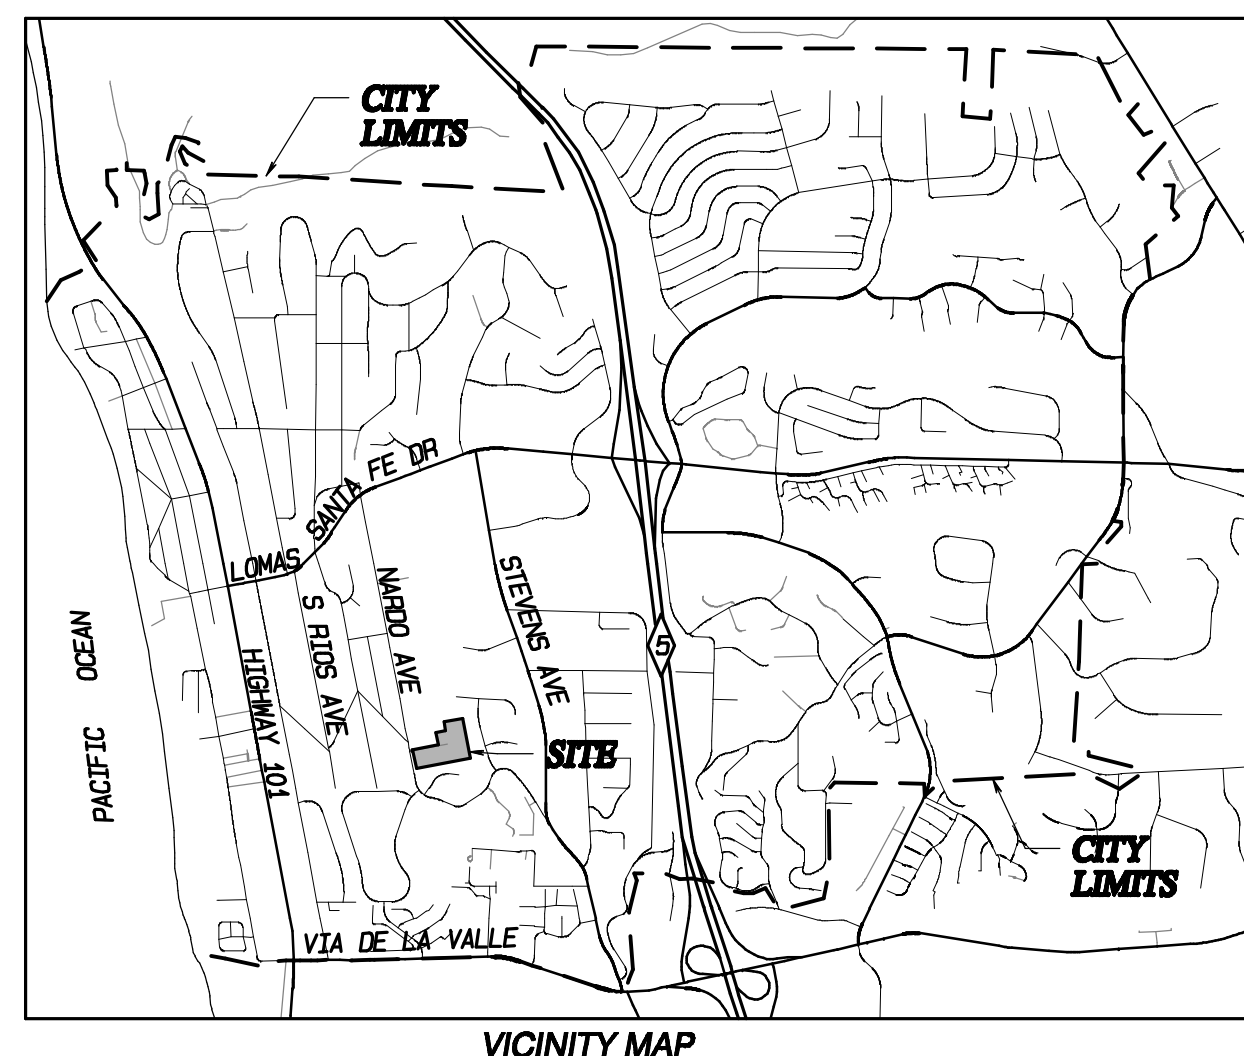 CITY
LIMITS
LOMAS SANTA FE DR
NARDO AVE
STEVENS AVE
S RIOS AVE
5
PACIFIC OCEAN
HIGHWAY 101
SITE
CITY
LIMITS
VIA DE LA VALLE
VICINITY MAP